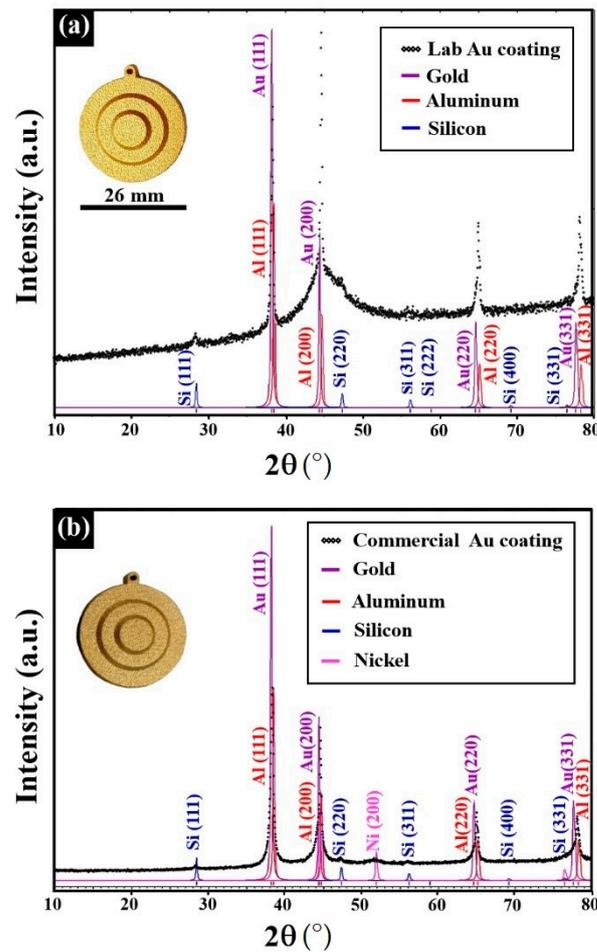 (a)
Lab Au coating
Gold
Aluminum
Silicon
26 mm
Au (111)
Al (111)
Au (200)
Al (200)
Si (111)
Si (220)
Si (311)
Si (222)
Au(220)
Al (220)
Si (400)
Si (331)
Au(331)
Al (331)
Intensity (a.u.)
10 20 30 40 50 60 70 80
2θ (°)
(b)
Commercial Au coating
Gold
Aluminum
Silicon
Nickel
Au (111)
Al (111)
Al (200)
Au(200)
Si (111)
Si (220)
Ni (200)
Si (311)
Al(220)
Au(220)
Si (400)
Si (331)
Au(331)
Al (331)
Intensity (a.u.)
10 20 30 40 50 60 70 80
2θ (°)